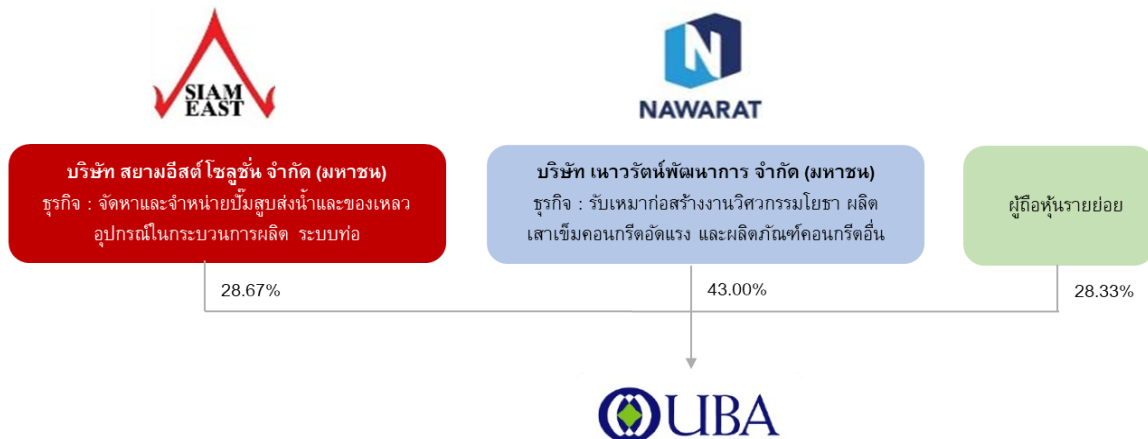 SIAM
EAST
NAWARAT
บริษัท สยามอีสต์ โซลูชั่น จำกัด (มหาชน)
ธุรกิจ : จัดหาและจำหน่ายปั๊มสูบส่งน้ำและของเหลว
อุปกรณ์ในกระบวนการผลิต ระบบท่อ
บริษัท เนาวรัตน์พัฒนาการ จำกัด (มหาชน)
ธุรกิจ : รับเหมาก่อสร้างงานวิศวกรรมโยธา ผลิต
เสาเข็มคอนกรีตอัดแรง และผลิตภัณฑ์คอนกรีตอื่น
ผู้ถือหุ้นรายย่อย
28.67%
43.00%
28.33%
UBA